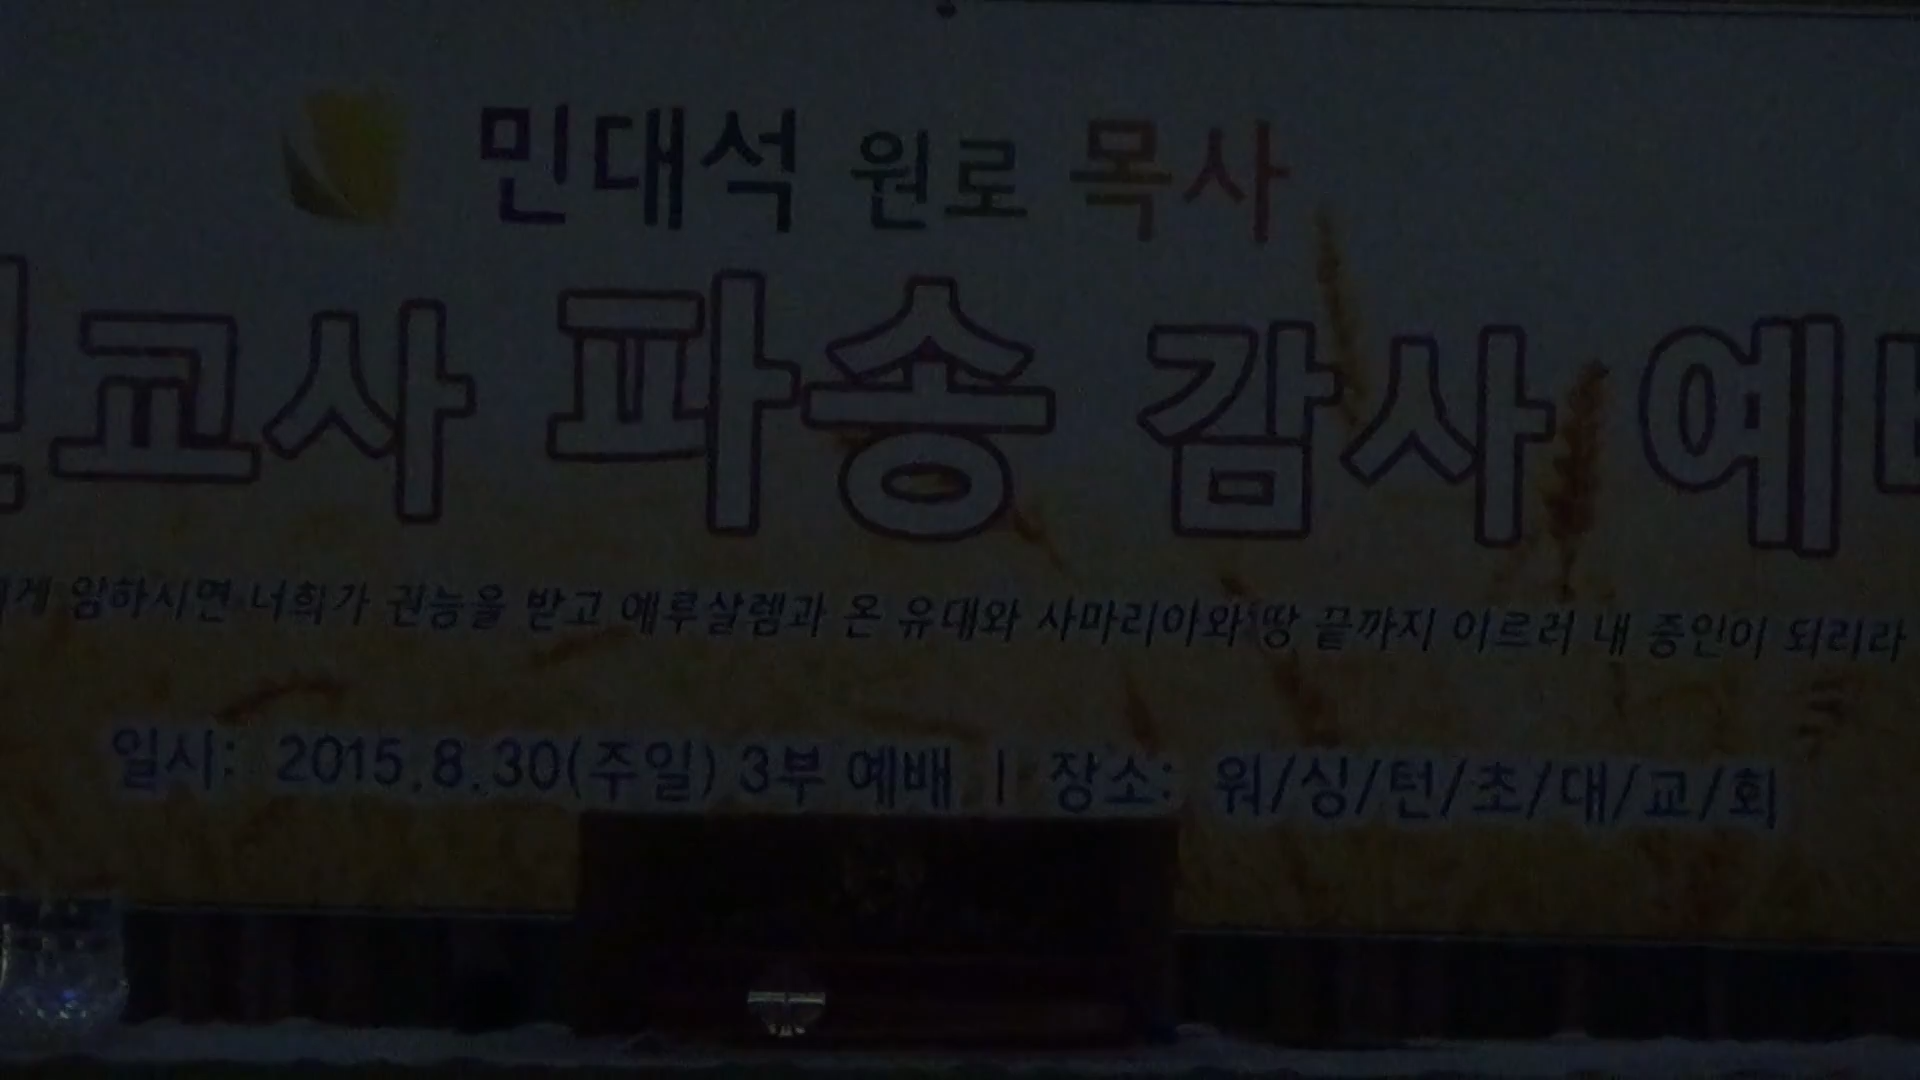 민대석 원로 목사
교사 파송 감사 예
임하시면 너희가 권능을 받고 예루살렘과 온 유대와 사마리아와 땅 끝까지 이르러 내 증인이 되리라
일시: 2015.8.30(주일) 3부 예배 | 장소: 워/싱/턴/초/대/교/회